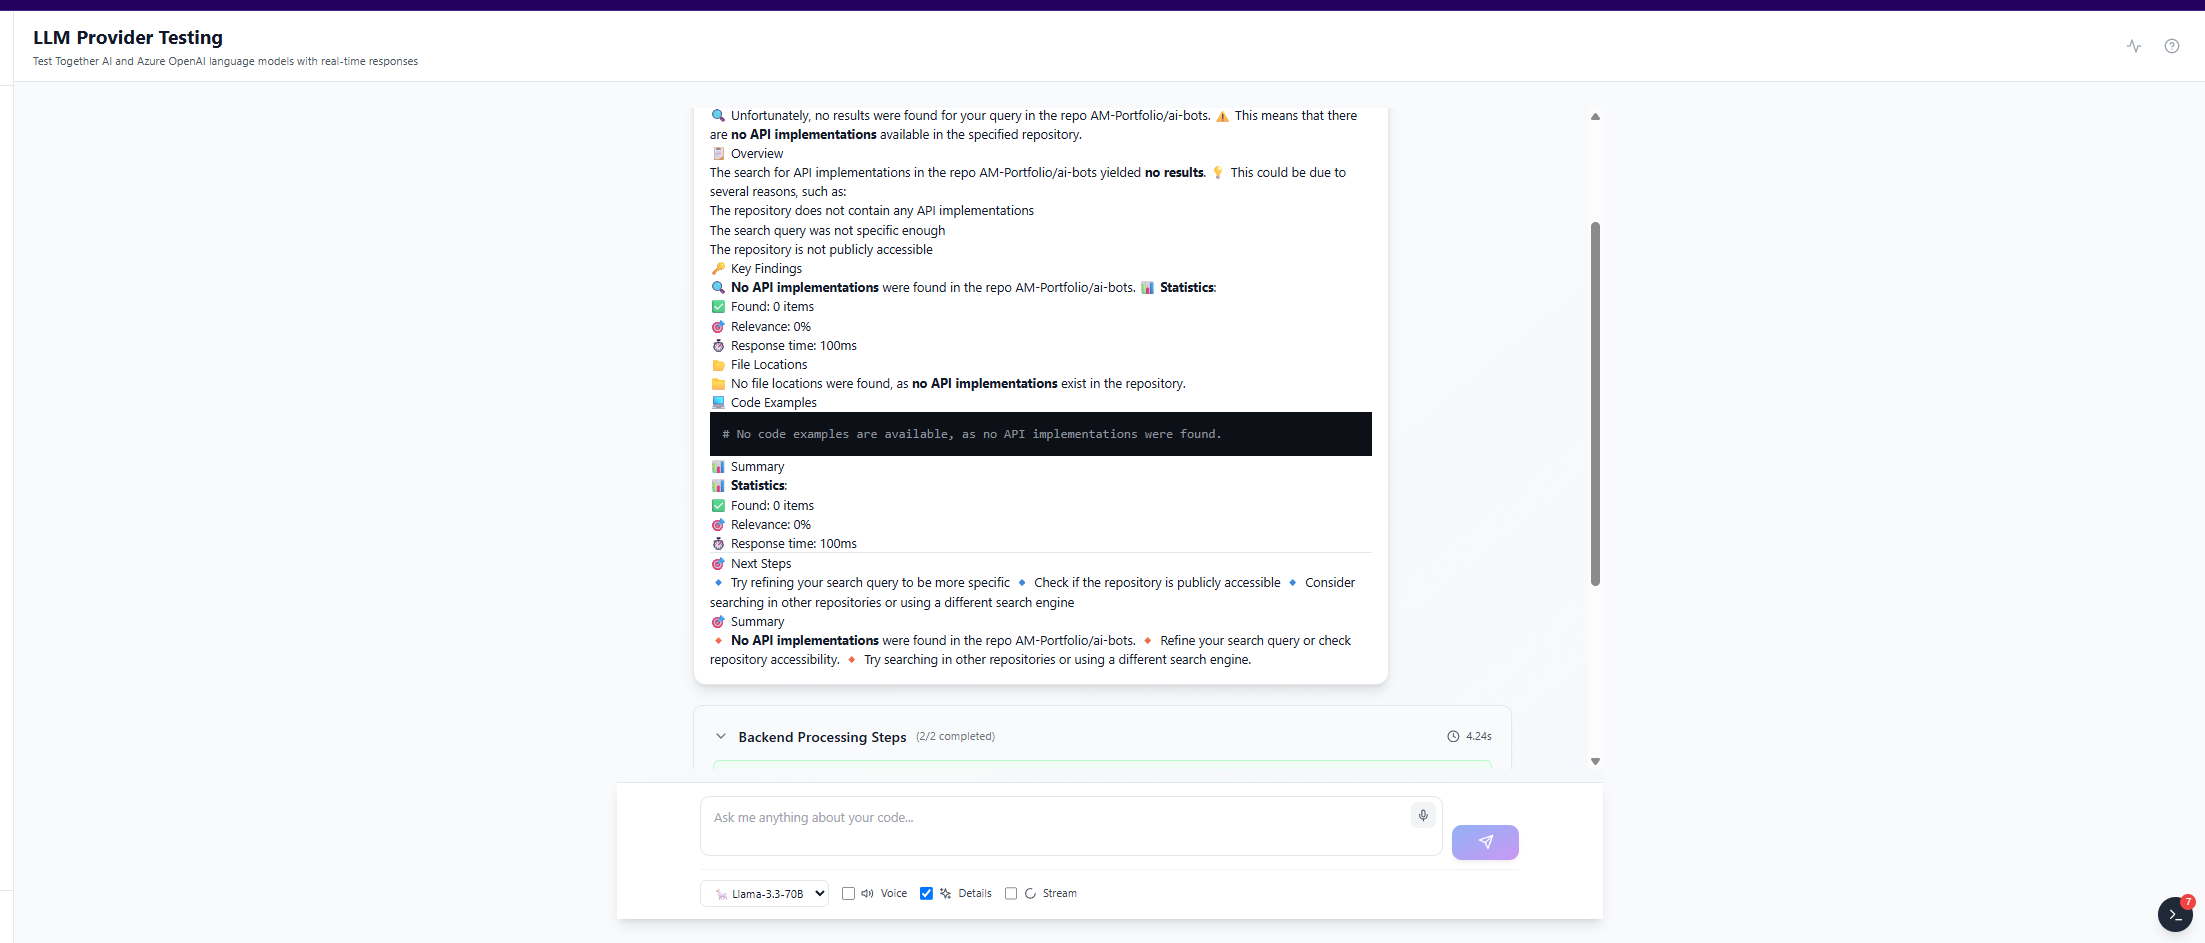 LLM Provider Testing
Test Together AI and Azure OpenAI language models with real-time responses
🔍 Unfortunately, no results were found for your query in the repo AM-Portfolio/ai-bots. ⚠️ This means that there
are no API implementations available in the specified repository.
📋 Overview
The search for API implementations in the repo AM-Portfolio/ai-bots yielded no results. 💡 This could be due to
several reasons, such as:
The repository does not contain any API implementations
The search query was not specific enough
The repository is not publicly accessible
🔑 Key Findings
🔍 No API implementations were found in the repo AM-Portfolio/ai-bots. 📊 Statistics:
✅ Found: 0 items
🎯 Relevance: 0%
⏱️ Response time: 100ms
📂 File Locations
📁 No file locations were found, as no API implementations exist in the repository.
💻 Code Examples
# No code examples are available, as no API implementations were found.
📊 Summary
📊 Statistics:
✅ Found: 0 items
🎯 Relevance: 0%
⏱️ Response time: 100ms
🎯 Next Steps
🔹 Try refining your search query to be more specific 🔹 Check if the repository is publicly accessible 🔹 Consider
searching in other repositories or using a different search engine
🎯 Summary
🔸 No API implementations were found in the repo AM-Portfolio/ai-bots. 🔸 Refine your search query or check
repository accessibility. 🔸 Try searching in other repositories or using a different search engine.
Backend Processing Steps (2/2 completed) 4.24s
Ask me anything about your code...
🦙 Llama-3.3-70B Voice Details Stream
7